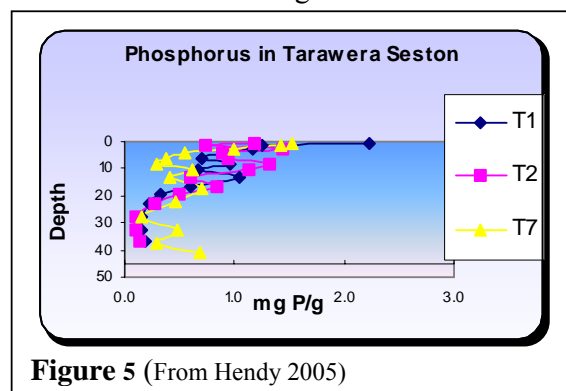 Phosphorus in Tarawera Seston
0
10
20
30
40
50
Depth
0.0 1.0 2.0 3.0
mg P/g
T1
T2
T7
Figure 5 (From Hendy 2005)